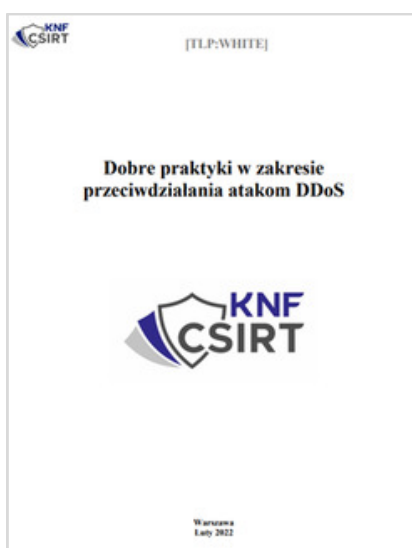 KNF
CSIRT
[TLP:WHITE]
Dobre praktyki w zakresie
przeciwdziałania atakom DDoS
KNF
CSIRT
Warszawa
Luty 2022